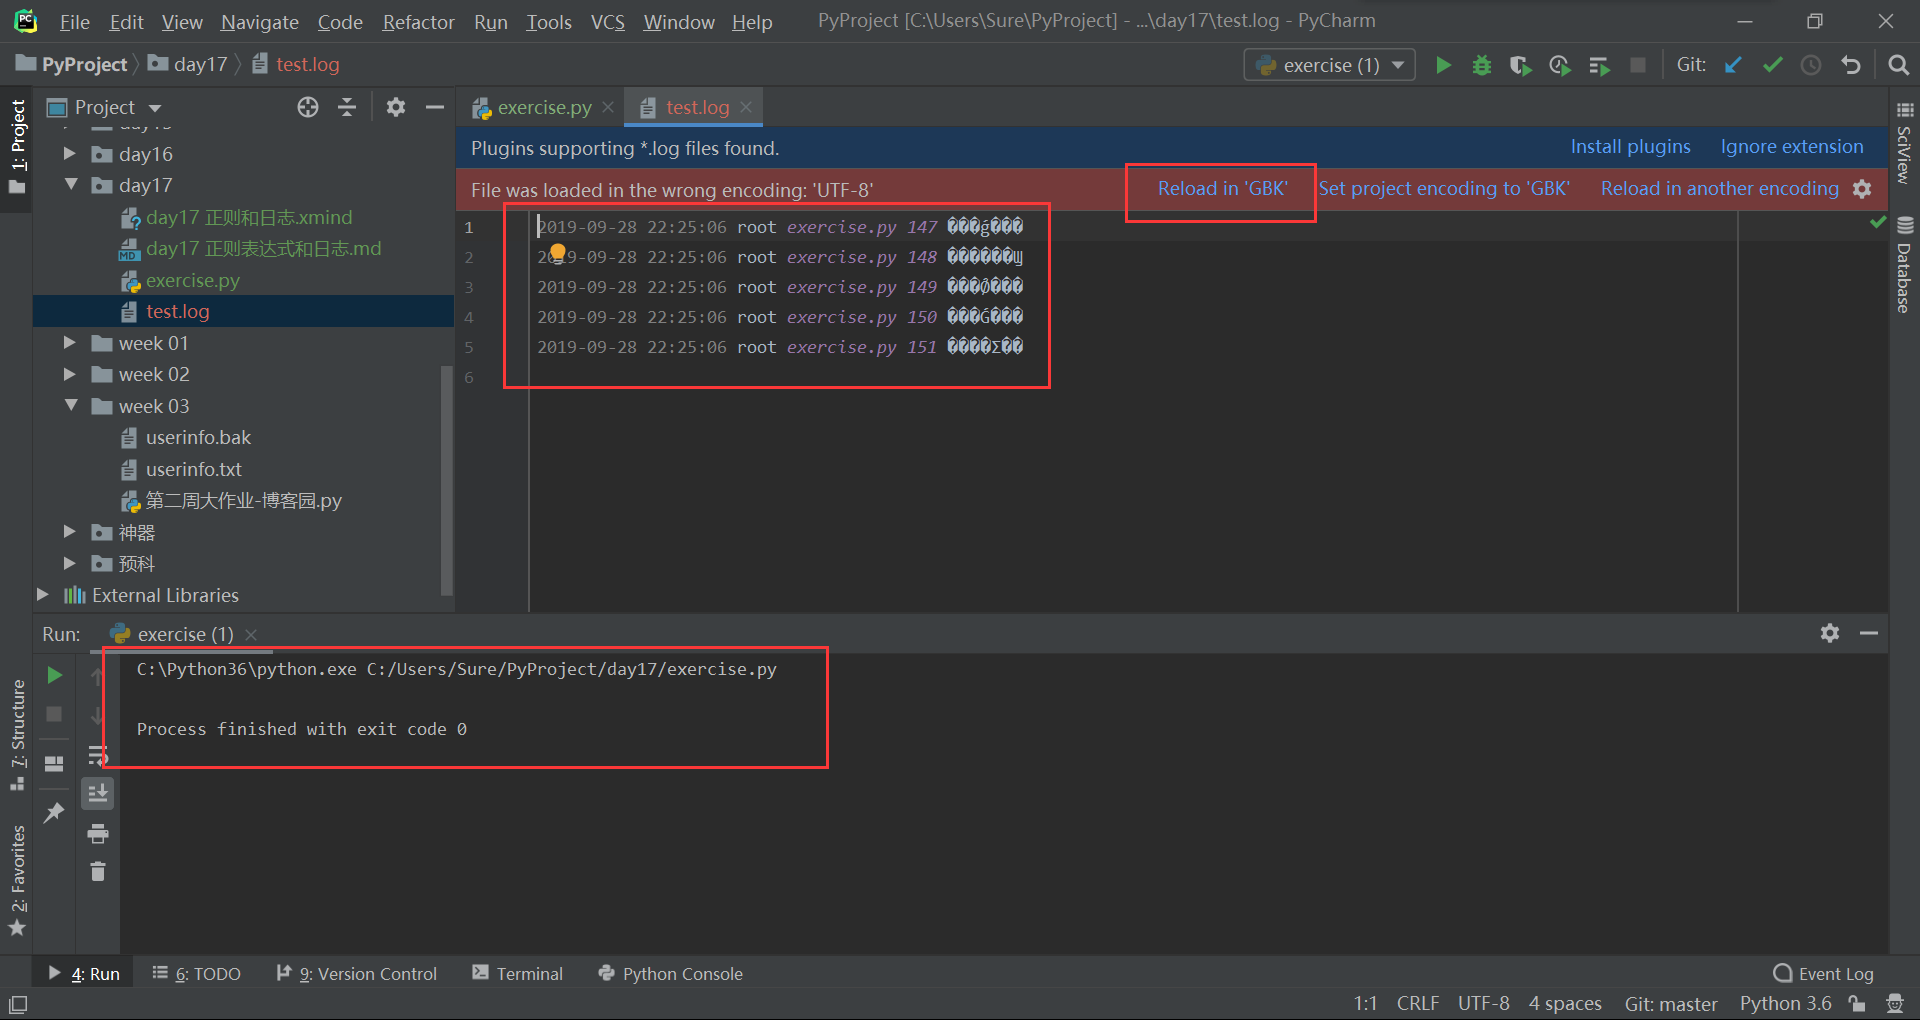 File Edit View Navigate Code Refactor Run Tools VCS Window Help PyProject [C:\Users\Sure\PyProject] - ...\day17\test.log - PyCharm
PyProject day17 test.log exercise (1) Git:
1: Project
Project
exercise.py
test.log
day16
day17
day17 正则和日志.xmind
day17 正则表达式和日志.md
exercise.py
test.log
week 01
week 02
week 03
userinfo.bak
userinfo.txt
第二周大作业-博客园.py
神器
预科
External Libraries
Plugins supporting *.log files found. Install plugins Ignore extension
File was loaded in the wrong encoding: 'UTF-8' Reload in 'GBK' Set project encoding to 'GBK' Reload in another encoding
1 2019-09-28 22:25:06 root exercise.py 147
2 2019-09-28 22:25:06 root exercise.py 148
3 2019-09-28 22:25:06 root exercise.py 149
4 2019-09-28 22:25:06 root exercise.py 150
5 2019-09-28 22:25:06 root exercise.py 151
6
SciView
Database
Run: exercise (1)
C:\Python36\python.exe C:/Users/Sure/PyProject/day17/exercise.py
Process finished with exit code 0
7: Structure
2: Favorites
4: Run 6: TODO 9: Version Control Terminal Python Console Event Log
1:1 CRLF UTF-8 4 spaces Git: master Python 3.6